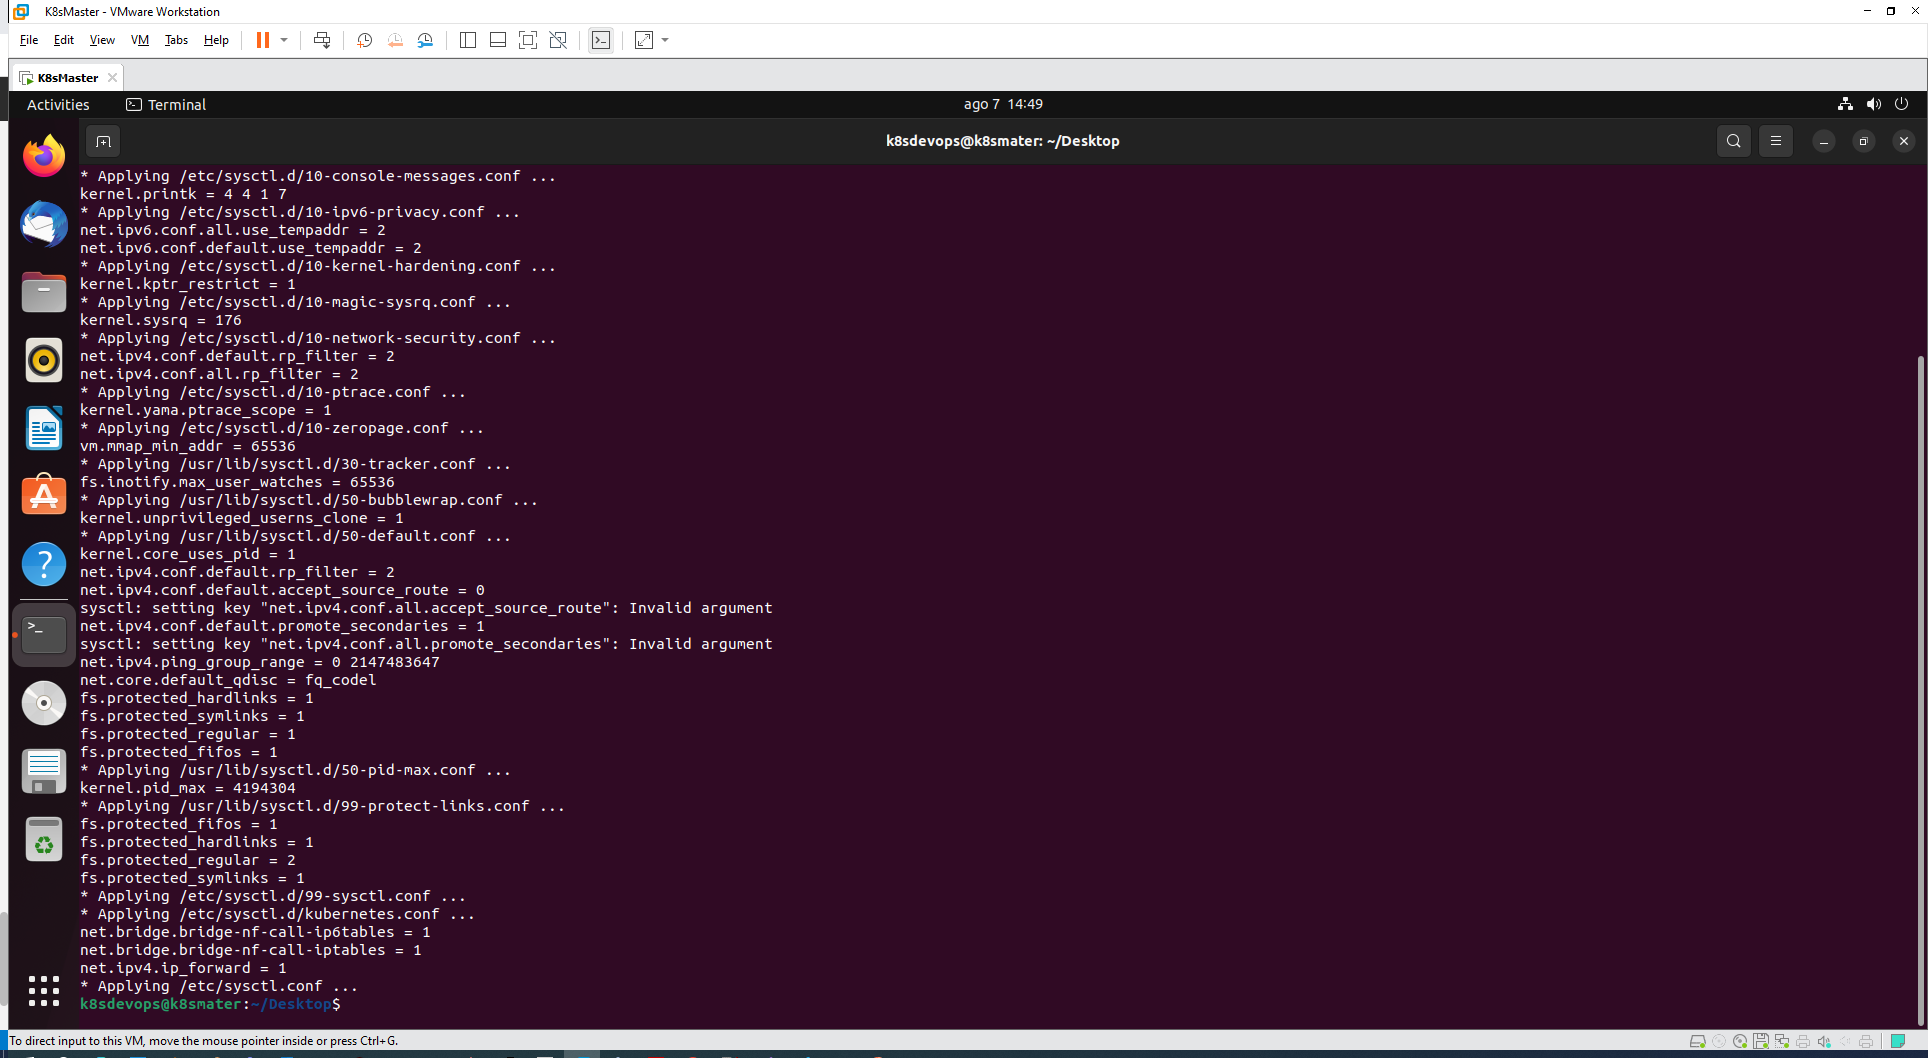 K8sMaster - VMware Workstation
File Edit View VM Tabs Help
K8sMaster
Activities Terminal ago 7 14:49
k8sdevops@k8smater: ~/Desktop
* Applying /etc/sysctl.d/10-console-messages.conf ...
kernel.printk = 4 4 1 7
* Applying /etc/sysctl.d/10-ipv6-privacy.conf ...
net.ipv6.conf.all.use_tempaddr = 2
net.ipv6.conf.default.use_tempaddr = 2
* Applying /etc/sysctl.d/10-kernel-hardening.conf ...
kernel.kptr_restrict = 1
* Applying /etc/sysctl.d/10-magic-sysrq.conf ...
kernel.sysrq = 176
* Applying /etc/sysctl.d/10-network-security.conf ...
net.ipv4.conf.default.rp_filter = 2
net.ipv4.conf.all.rp_filter = 2
* Applying /etc/sysctl.d/10-ptrace.conf ...
kernel.yama.ptrace_scope = 1
* Applying /etc/sysctl.d/10-zeropage.conf ...
vm.mmap_min_addr = 65536
* Applying /usr/lib/sysctl.d/30-tracker.conf ...
fs.inotify.max_user_watches = 65536
* Applying /usr/lib/sysctl.d/50-bubblewrap.conf ...
kernel.unprivileged_userns_clone = 1
* Applying /usr/lib/sysctl.d/50-default.conf ...
kernel.core_uses_pid = 1
net.ipv4.conf.default.rp_filter = 2
net.ipv4.conf.default.accept_source_route = 0
sysctl: setting key "net.ipv4.conf.all.accept_source_route": Invalid argument
net.ipv4.conf.default.promote_secondaries = 1
sysctl: setting key "net.ipv4.conf.all.promote_secondaries": Invalid argument
net.ipv4.ping_group_range = 0 2147483647
net.core.default_qdisc = fq_codel
fs.protected_hardlinks = 1
fs.protected_symlinks = 1
fs.protected_regular = 1
fs.protected_fifos = 1
* Applying /usr/lib/sysctl.d/50-pid-max.conf ...
kernel.pid_max = 4194304
* Applying /usr/lib/sysctl.d/99-protect-links.conf ...
fs.protected_fifos = 1
fs.protected_hardlinks = 1
fs.protected_regular = 2
fs.protected_symlinks = 1
* Applying /etc/sysctl.d/99-sysctl.conf ...
* Applying /etc/sysctl.d/kubernetes.conf ...
net.bridge.bridge-nf-call-ip6tables = 1
net.bridge.bridge-nf-call-iptables = 1
net.ipv4.ip_forward = 1
* Applying /etc/sysctl.conf ...
k8sdevops@k8smater:~/Desktop$
To direct input to this VM, move the mouse pointer inside or press Ctrl+G.